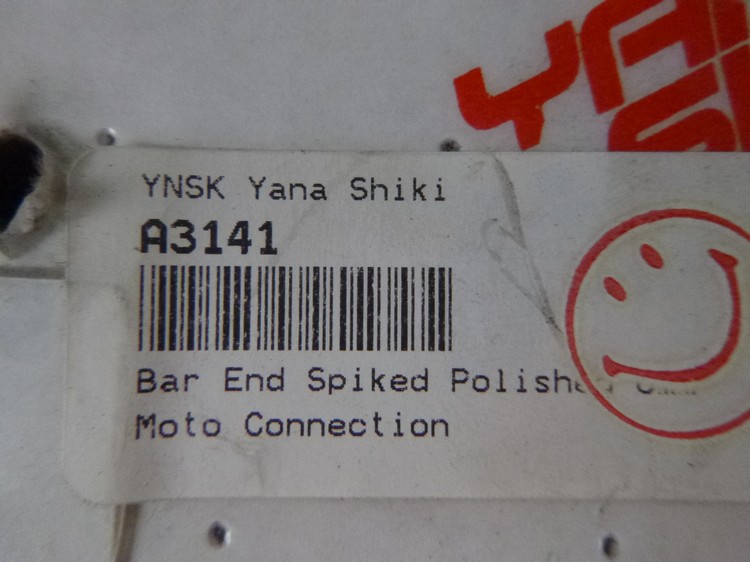 YNSK Yana Shiki
A3141
Bar End Spiked Polished
Moto Connection